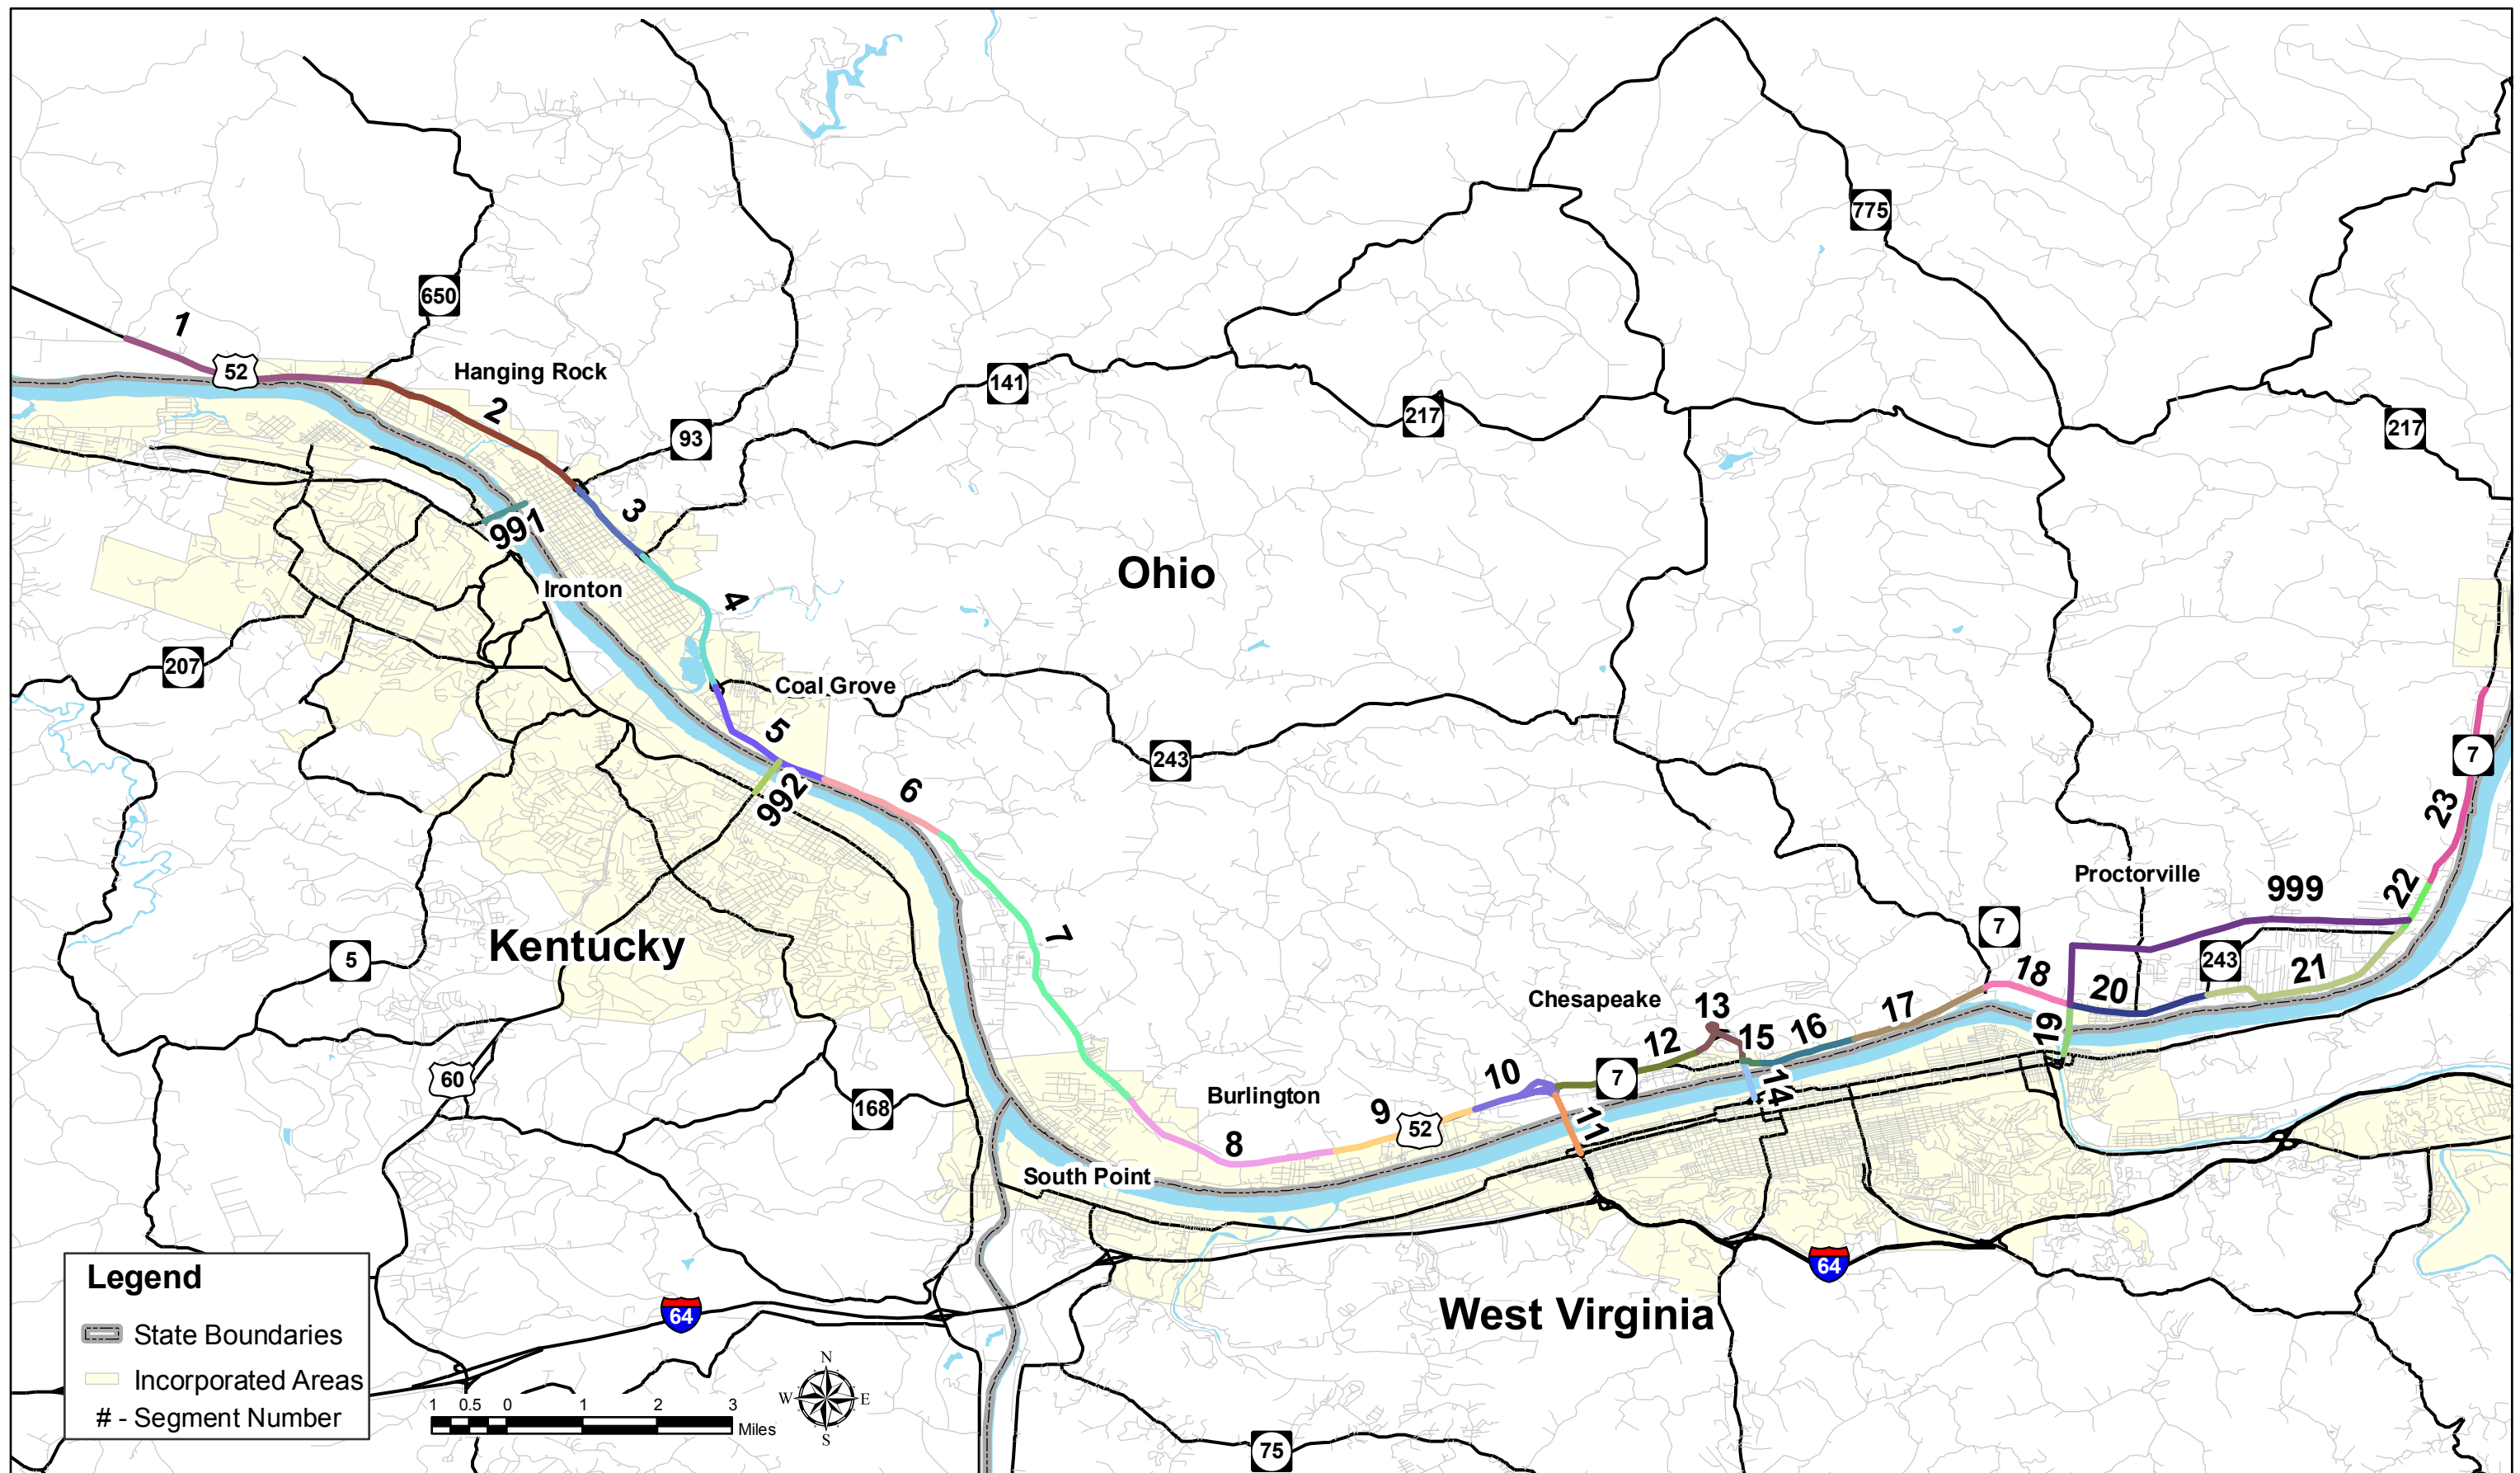 775
1
650
52
Hanging Rock
2
141
217
217
93
3
991
Ohio
Ironton
4
207
Coal Grove
5
243
7
992
6
23
Proctorville
999
22
7
Kentucky
7
5
243
18
21
20
Chesapeake
13
17
16
19
15
12
10
7
14
60
Burlington
168
9
52
11
8
South Point
64
64
West Virginia
Legend
State Boundaries
Incorporated Areas
# - Segment Number
1 0.5 0 1 2 3
Miles
N
W E
S
75